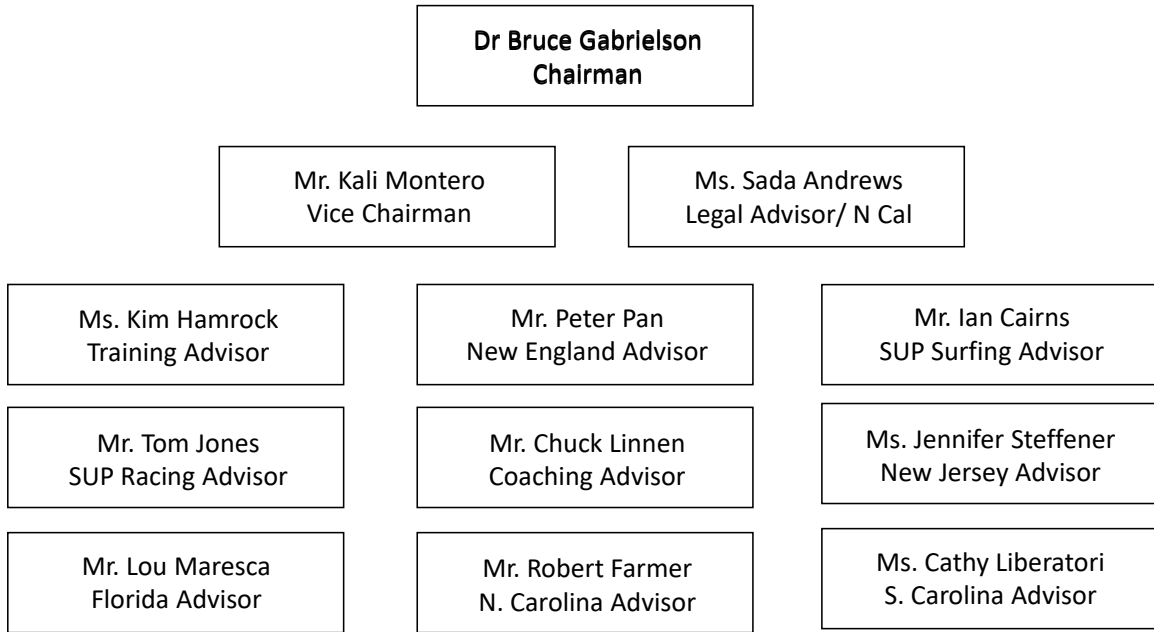 Dr Bruce Gabrielson
Chairman
Mr. Kali Montero
Vice Chairman
Ms. Sada Andrews
Legal Advisor/ N Cal
Ms. Kim Hamrock
Training Advisor
Mr. Peter Pan
New England Advisor
Mr. Ian Cairns
SUP Surfing Advisor
Mr. Tom Jones
SUP Racing Advisor
Mr. Chuck Linnen
Coaching Advisor
Ms. Jennifer Steffener
New Jersey Advisor
Mr. Lou Maresca
Florida Advisor
Mr. Robert Farmer
N. Carolina Advisor
Ms. Cathy Liberatori
S. Carolina Advisor